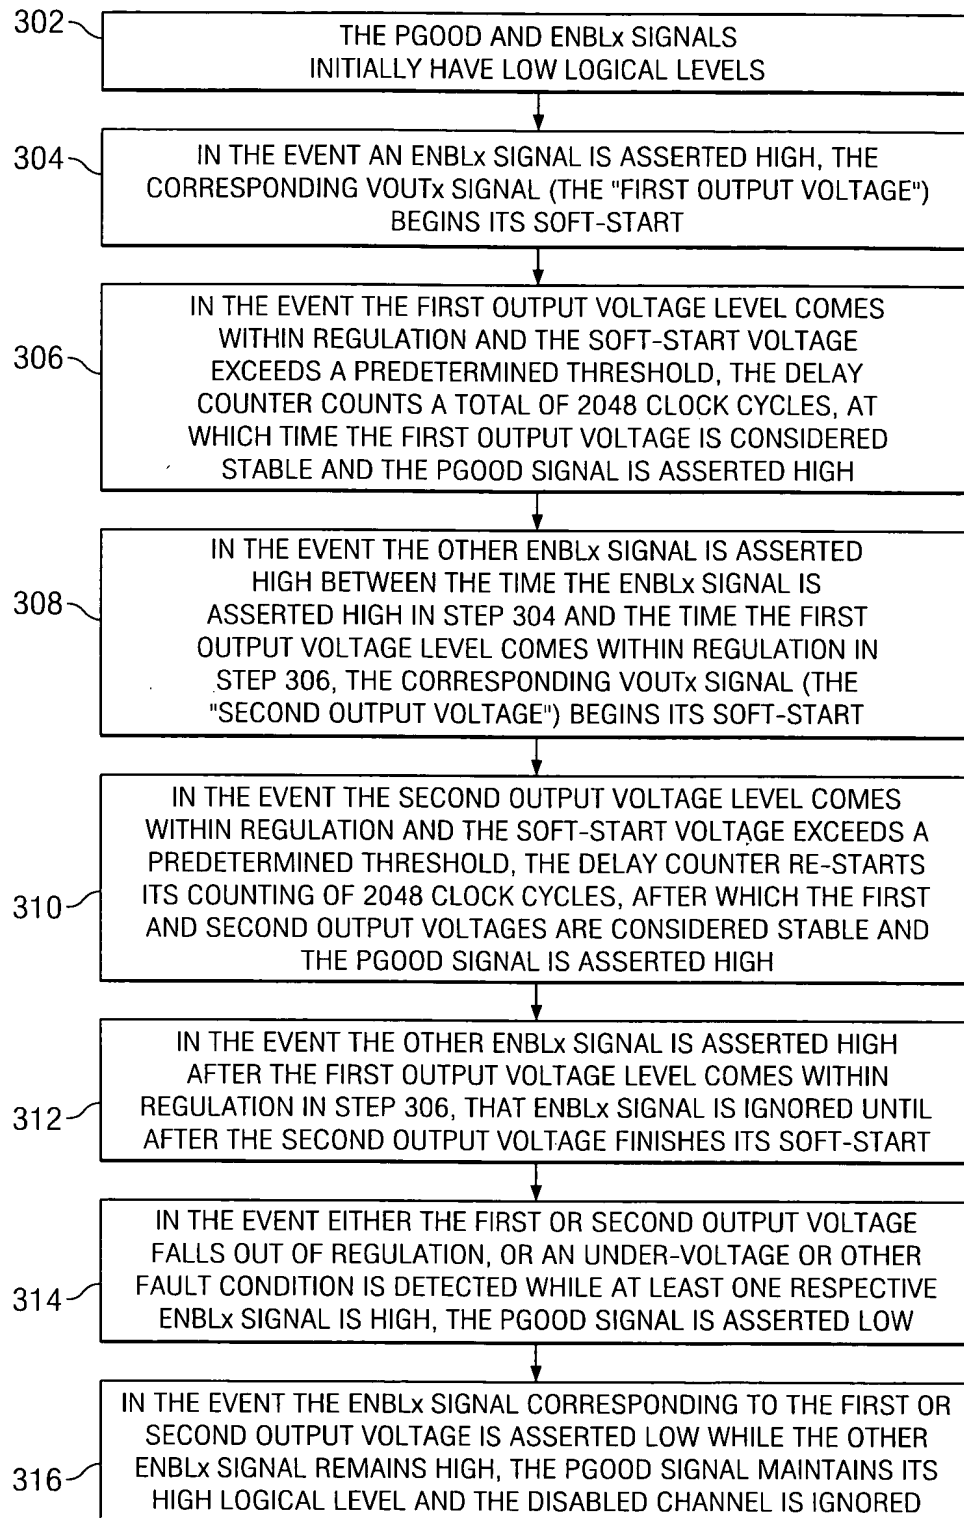 302
THE PGOOD AND ENBLx SIGNALS
INITIALLY HAVE LOW LOGICAL LEVELS
304
IN THE EVENT AN ENBLx SIGNAL IS ASSERTED HIGH, THE
CORRESPONDING VOUTx SIGNAL (THE "FIRST OUTPUT VOLTAGE")
BEGINS ITS SOFT-START
306
IN THE EVENT THE FIRST OUTPUT VOLTAGE LEVEL COMES
WITHIN REGULATION AND THE SOFT-START VOLTAGE
EXCEEDS A PREDETERMINED THRESHOLD, THE DELAY
COUNTER COUNTS A TOTAL OF 2048 CLOCK CYCLES, AT
WHICH TIME THE FIRST OUTPUT VOLTAGE IS CONSIDERED
STABLE AND THE PGOOD SIGNAL IS ASSERTED HIGH
308
IN THE EVENT THE OTHER ENBLx SIGNAL IS ASSERTED
HIGH BETWEEN THE TIME THE ENBLx SIGNAL IS
ASSERTED HIGH IN STEP 304 AND THE TIME THE FIRST
OUTPUT VOLTAGE LEVEL COMES WITHIN REGULATION IN
STEP 306, THE CORRESPONDING VOUTx SIGNAL (THE
"SECOND OUTPUT VOLTAGE") BEGINS ITS SOFT-START
310
IN THE EVENT THE SECOND OUTPUT VOLTAGE LEVEL COMES
WITHIN REGULATION AND THE SOFT-START VOLTAGE EXCEEDS A
PREDETERMINED THRESHOLD, THE DELAY COUNTER RE-STARTS
ITS COUNTING OF 2048 CLOCK CYCLES, AFTER WHICH THE FIRST
AND SECOND OUTPUT VOLTAGES ARE CONSIDERED STABLE AND
THE PGOOD SIGNAL IS ASSERTED HIGH
312
IN THE EVENT THE OTHER ENBLx SIGNAL IS ASSERTED HIGH
AFTER THE FIRST OUTPUT VOLTAGE LEVEL COMES WITHIN
REGULATION IN STEP 306, THAT ENBLx SIGNAL IS IGNORED UNTIL
AFTER THE SECOND OUTPUT VOLTAGE FINISHES ITS SOFT-START
314
IN THE EVENT EITHER THE FIRST OR SECOND OUTPUT VOLTAGE
FALLS OUT OF REGULATION, OR AN UNDER-VOLTAGE OR OTHER
FAULT CONDITION IS DETECTED WHILE AT LEAST ONE RESPECTIVE
ENBLx SIGNAL IS HIGH, THE PGOOD SIGNAL IS ASSERTED LOW
316
IN THE EVENT THE ENBLx SIGNAL CORRESPONDING TO THE FIRST OR
SECOND OUTPUT VOLTAGE IS ASSERTED LOW WHILE THE OTHER
ENBLx SIGNAL REMAINS HIGH, THE PGOOD SIGNAL MAINTAINS ITS
HIGH LOGICAL LEVEL AND THE DISABLED CHANNEL IS IGNORED